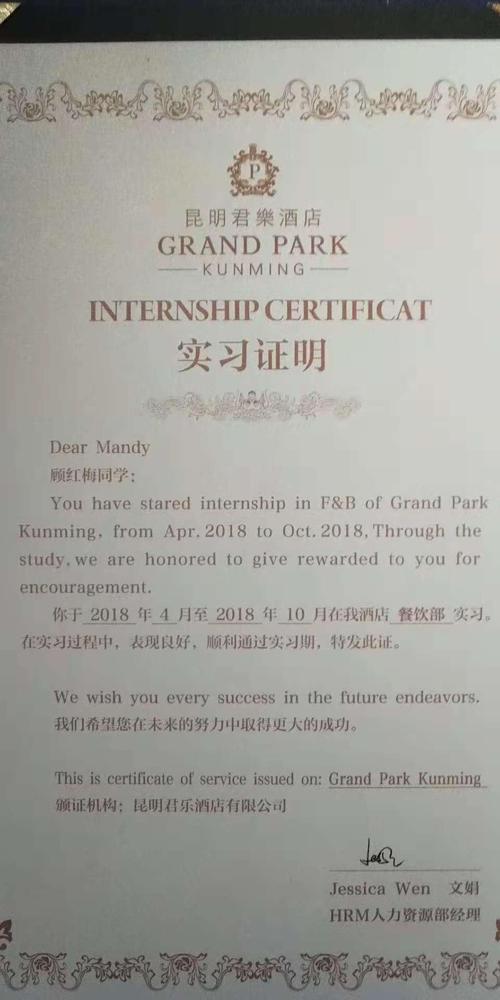 P
昆明君樂酒店
GRAND PARK
KUNMING
INTERNSHIP CERTIFICAT
实习证明
Dear Mandy
顾红梅同学:
You have stared internship in F&B of Grand Park
Kunming, from Apr. 2018 to Oct. 2018, Through the
study, we are honored to give rewarded to you for
encouragement.
你于 2018 年 4 月至 2018 年 10 月在我酒店 餐饮部 实习。
在实习过程中，表现良好，顺利通过实习期，特发此证。
We wish you every success in the future endeavors.
我们希望您在未来的努力中取得更大的成功。
This is certificate of service issued on: Grand Park Kunming
颁证机构：昆明君乐酒店有限公司
Jessica Wen 文娟
HRM人力资源部经理